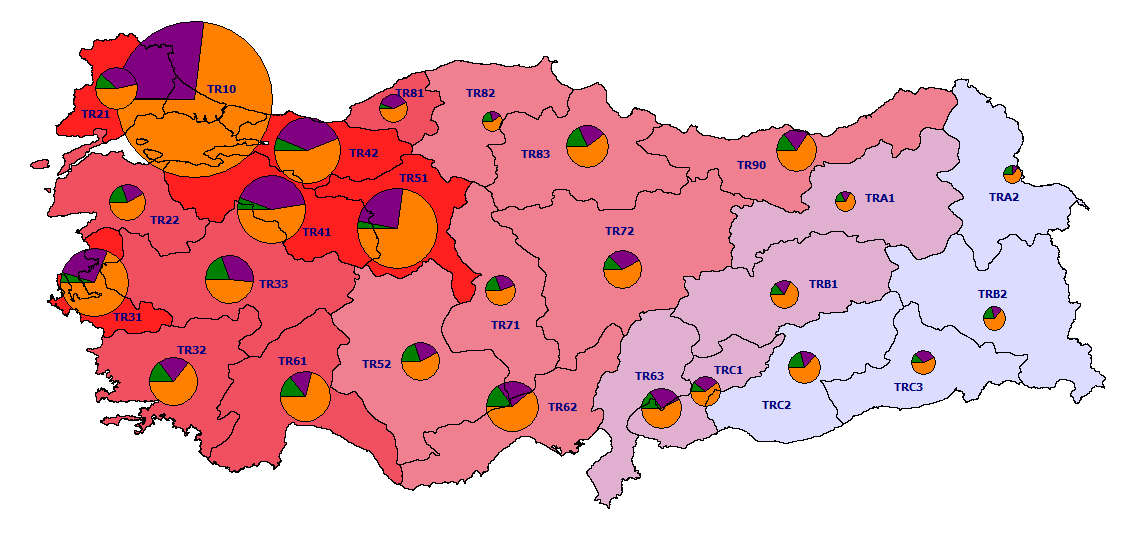 TR10
TR81
TR82
TR21
TR42
TR83
TR90
TR51
TRA1
TRA2
TR22
TR41
TR72
TR33
TRB1
TRB2
TR31
TR71
TR32
TR61
TR52
TRC1
TR63
TRC3
TR62
TRC2